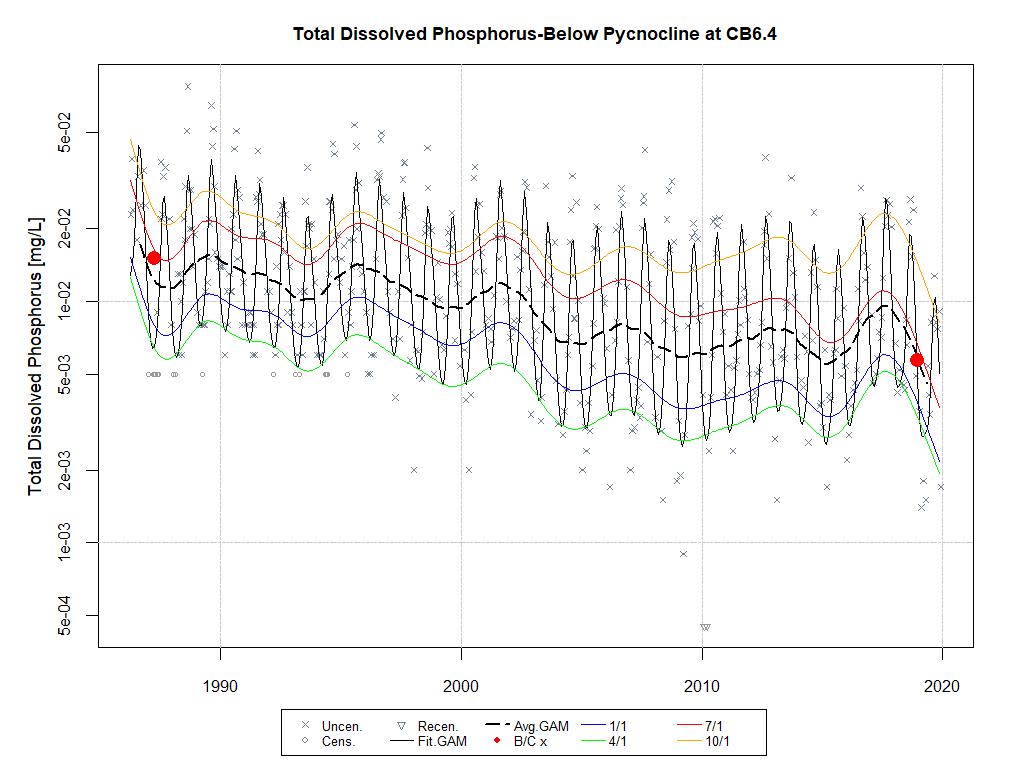 Total Dissolved Phosphorus-Below Pycnocline at CB6.4
Total Dissolved Phosphorus [mg/L]
5e-02
2e-02
1e-02
5e-03
2e-03
1e-03
5e-04
1990 2000 2010 2020
Uncen. Recen. Avg.GAM 1/1 7/1
Cens. Fit.GAM B/C x 4/1 10/1